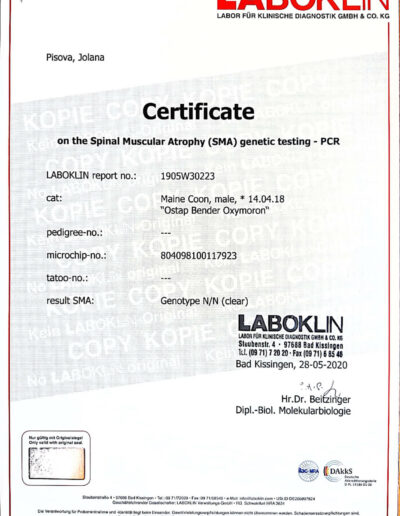 LABOKLIN
LABOR FÜR KLINISCHE DIAGNOSTIK GMBH & CO. KG
Pisova, Jolana
Certificate
on the Spinal Muscular Atrophy (SMA) genetic testing - PCR
LABOKLIN report no.: 1905W30223
cat: Maine Coon, male, * 14.04.18
"Ostap Bender Oxymoron"
pedigree-no.: ---
microchip-no.: 804098100117923
tatoo-no.: ---
result SMA: Genotype N/N (clear)
LABOKLIN
LABOR FÜR KLINISCHE DIAGNOSTIK GMBH & CO. KG
Steubenstr. 4 · 97688 Bad Kissingen
Tel. (09 71) 7 20 20 · Fax (09 71) 6 85 46
Bad Kissingen, 28-05-2020
Hr.Dr. Beitzinger
Dipl.-Biol. Molekularbiologie
Nur gültig mit Originalsiegel!
Only valid with original seal.
ilac-MRA
DAkkS
Deutsche
Akkreditierungsstelle